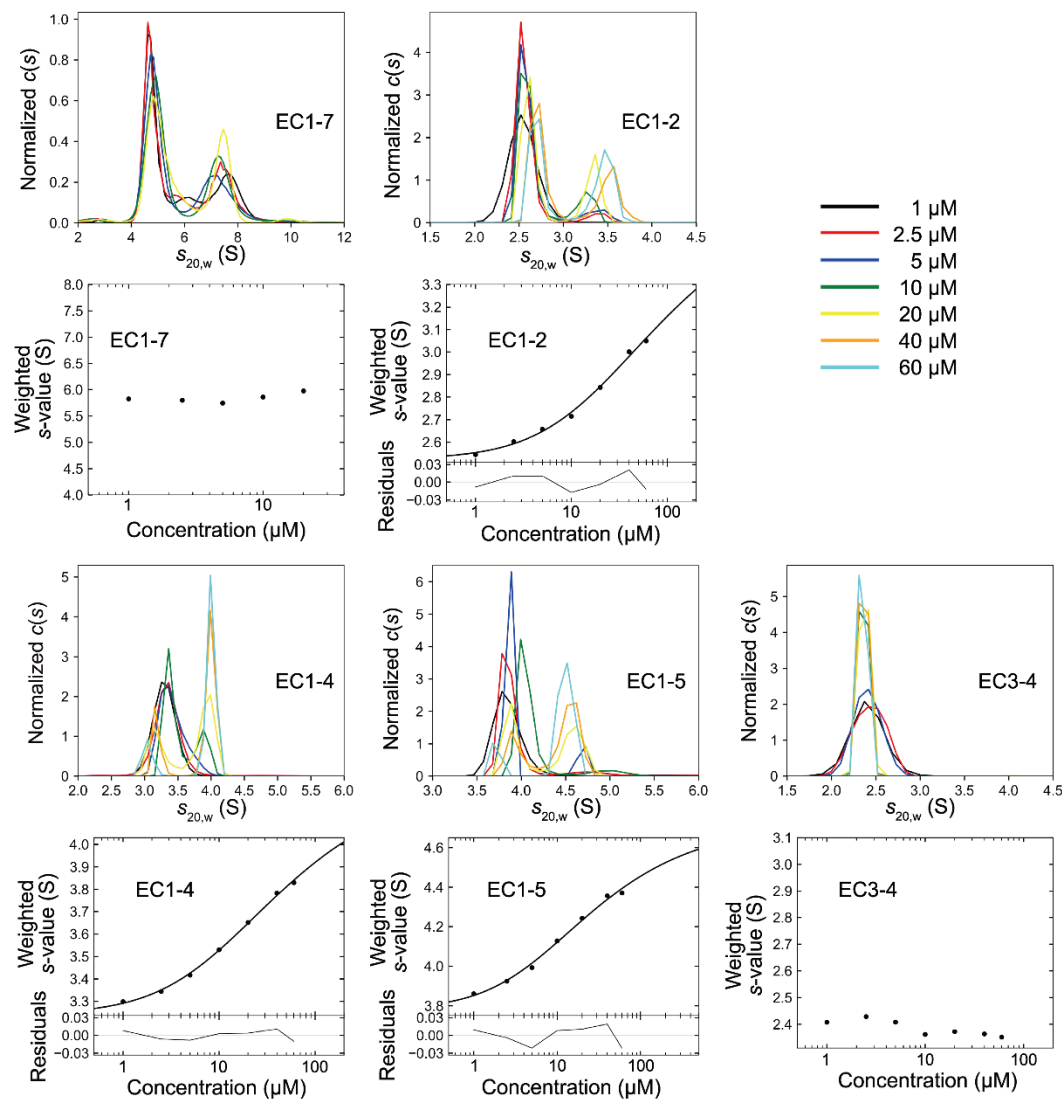 Normalized c(s)
1.0
0.8
0.6
0.4
0.2
0.0
EC1-7
2 4 6 8 10 12
s20,w (S)
Normalized c(s)
4
3
2
1
0
EC1-2
1.5 2.0 2.5 3.0 3.5 4.0 4.5
s20,w (S)
1 µM
2.5 µM
5 µM
10 µM
20 µM
40 µM
60 µM
Weighted
s-value (S)
8.0
7.5
7.0
6.5
6.0
5.5
5.0
4.5
4.0
EC1-7
1 10
Concentration (µM)
Weighted
s-value (S)
3.3
3.2
3.1
3.0
2.9
2.8
2.7
2.6
EC1-2
Residuals
0.03
0.00
−0.03
1 10 100
Concentration (µM)
Normalized c(s)
5
4
3
2
1
0
EC1-4
2.0 2.5 3.0 3.5 4.0 4.5 5.0 5.5 6.0
s20,w (S)
Normalized c(s)
6
5
4
3
2
1
0
EC1-5
3.0 3.5 4.0 4.5 5.0 5.5 6.0
s20,w (S)
Normalized c(s)
5
4
3
2
1
0
EC3-4
1.5 2.0 2.5 3.0 3.5 4.0 4.5
s20,w (S)
Weighted
s-value (S)
4.0
3.9
3.8
3.7
3.6
3.5
3.4
3.3
EC1-4
Residuals
0.03
0.00
−0.03
1 10 100
Concentration (µM)
Weighted
s-value (S)
4.6
4.4
4.2
4.0
3.8
EC1-5
Residuals
0.03
0.00
−0.03
1 10 100
Concentration (µM)
Weighted
s-value (S)
3.1
3.0
2.9
2.8
2.7
2.6
2.5
2.4
EC3-4
1 10 100
Concentration (µM)